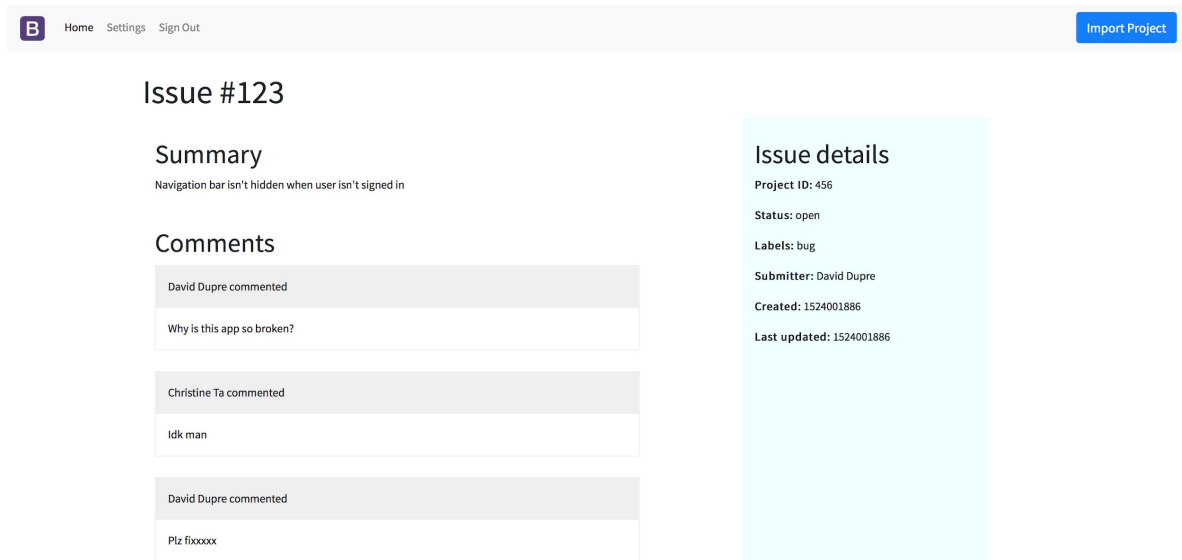 B
Home Settings Sign Out
Import Project
Issue #123
Summary
Navigation bar isn't hidden when user isn't signed in
Comments
David Dupre commented
Why is this app so broken?
Christine Ta commented
Idk man
David Dupre commented
Plz fixxxxx
Issue details
Project ID: 456
Status: open
Labels: bug
Submitter: David Dupre
Created: 1524001886
Last updated: 1524001886